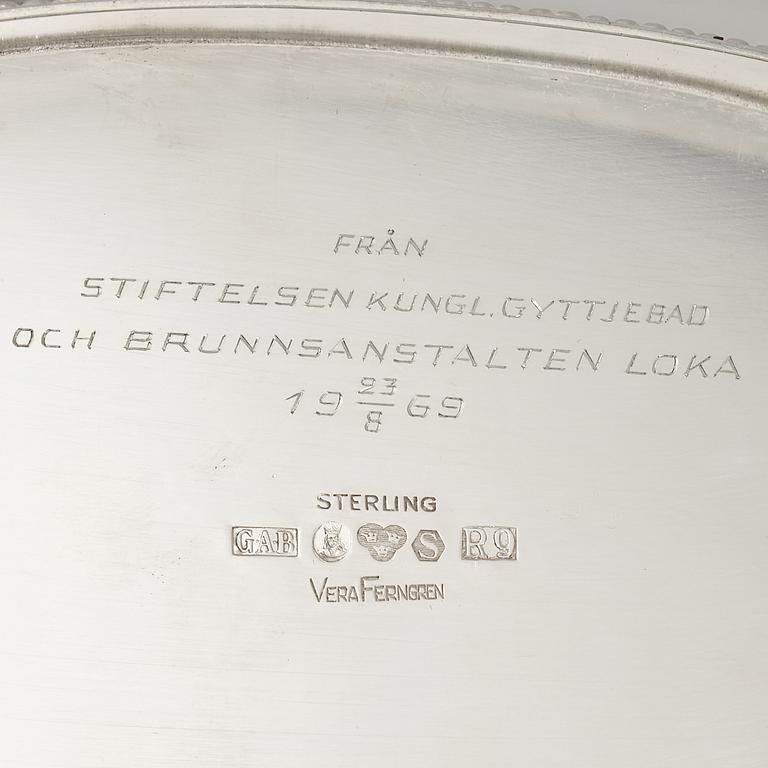 FRÅN
STIFTELSEN KUNGL. GYTTJEBAD
OCH BRUNNSANSTALTEN LOKA
19 23/8 69
STERLING
GAB S R9
VERA FERNGREN